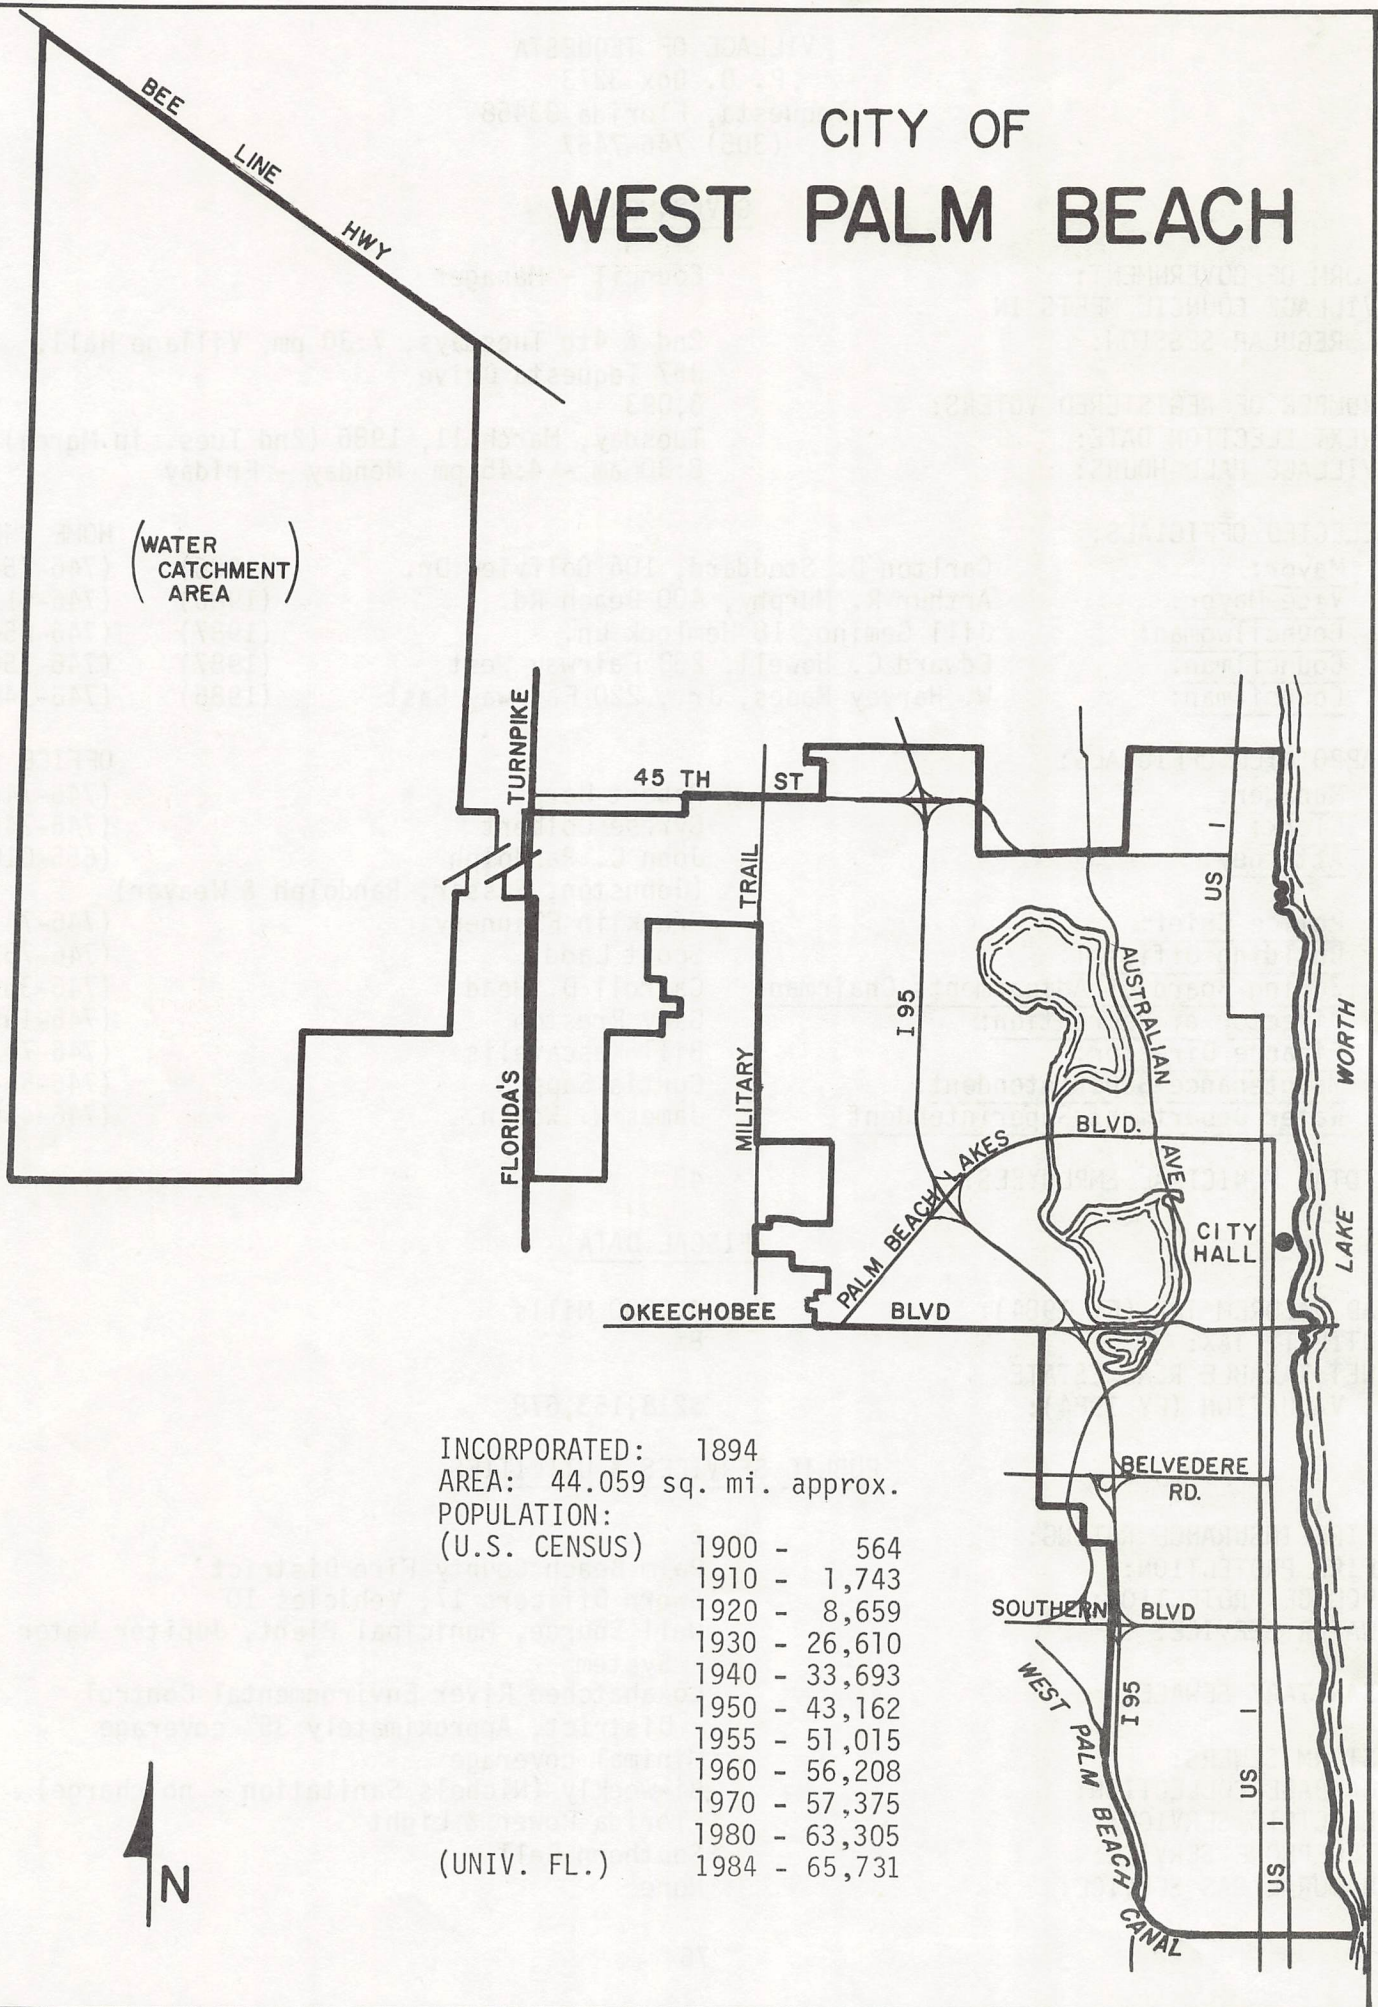 CITY OF
WEST PALM BEACH
BEE LINE HWY
(WATER
CATCHMENT
AREA)
FLORIDA'S TURNPIKE
45 TH ST
MILITARY TRAIL
I 95
US 1
AUSTRALIAN AVE.
LAKE WORTH
PALM BEACH LAKES BLVD.
CITY
HALL
OKEECHOBEE BLVD
BELVEDERE
RD.
SOUTHERN BLVD
I 95
WEST PALM BEACH CANAL
US 1
US 1
INCORPORATED: 1894
AREA: 44.059 sq. mi. approx.
POPULATION:
(U.S. CENSUS) 1900 - 564
1910 - 1,743
1920 - 8,659
1930 - 26,610
1940 - 33,693
1950 - 43,162
1955 - 51,015
1960 - 56,208
1970 - 57,375
1980 - 63,305
(UNIV. FL.) 1984 - 65,731
N